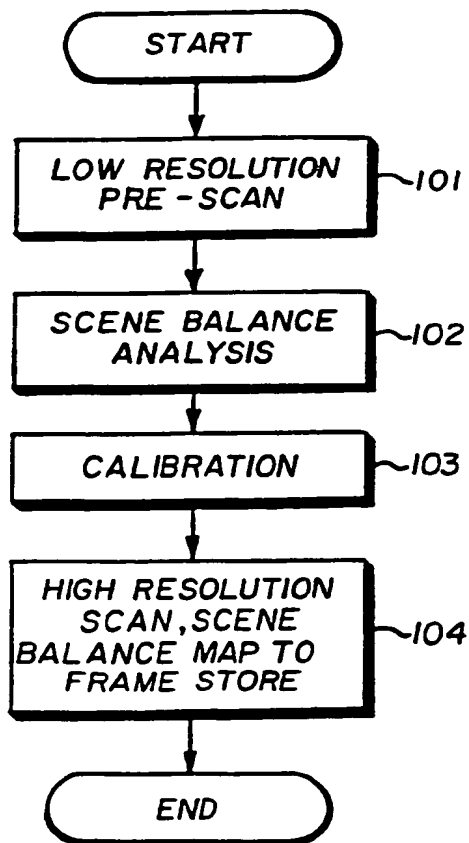 START
LOW RESOLUTION
PRE-SCAN
101
SCENE BALANCE
ANALYSIS
102
CALIBRATION
103
HIGH RESOLUTION
SCAN, SCENE
BALANCE MAP TO
FRAME STORE
104
END